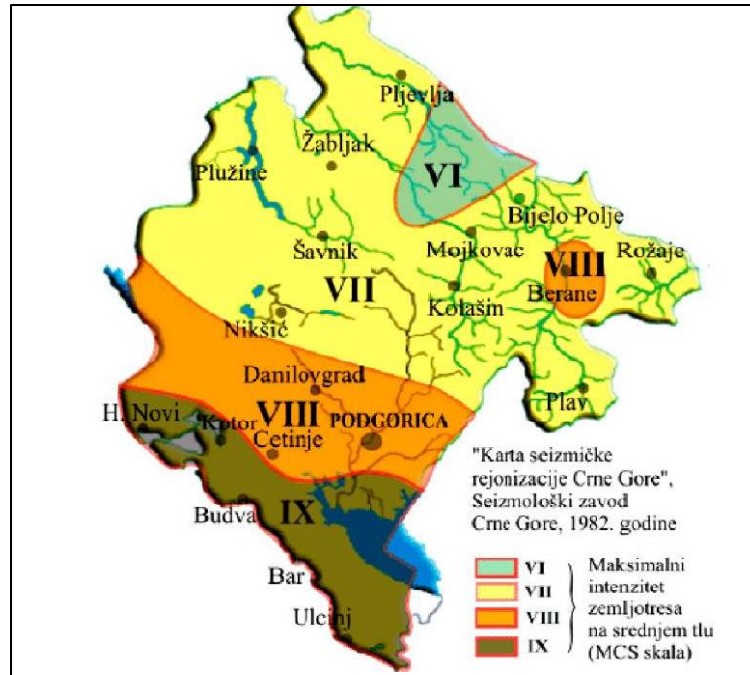 Pljevlja
Žabljak
Plužine
VI
Bijelo Polje
Šavnik
Mojkovac
VIII
Rožaje
VII
Berane
Kolašin
Nikšić
Danilovgrad
Plav
H. Novi
VIII
PODGORICA
Kotor
Cetinje
"Karta seizmičke
rejonizacije Crne Gore",
Seizmološki zavod
Crne Gore, 1982. godine
Budva
IX
Bar
Ulcinj
VI
VII
VIII
IX
Maksimalni
intenzitet
zemljotresa
na srednjem tlu
(MCS skala)